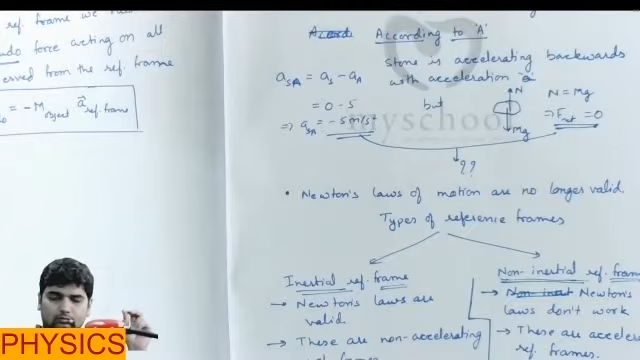 ref. frame we
force acting on all
from the ref. frame
= -M object a ref. frame
According to 'A'
Stone is accelerating backwards
with acceleration
a SA = a S - a A
= 0 - 5
⇒ a SA = -5 m/s²
but
N
Mg
N = Mg
⇒ F net = 0
myschool
??
• Newton's laws of motion are no longer valid.
Types of reference frames
Inertial ref. frame
→ Newton's laws are
valid.
→ These are non-accelerating
Non-inertial ref.
→ Newton's
laws don't work
→ These are
ref. frames.
PHYSICS